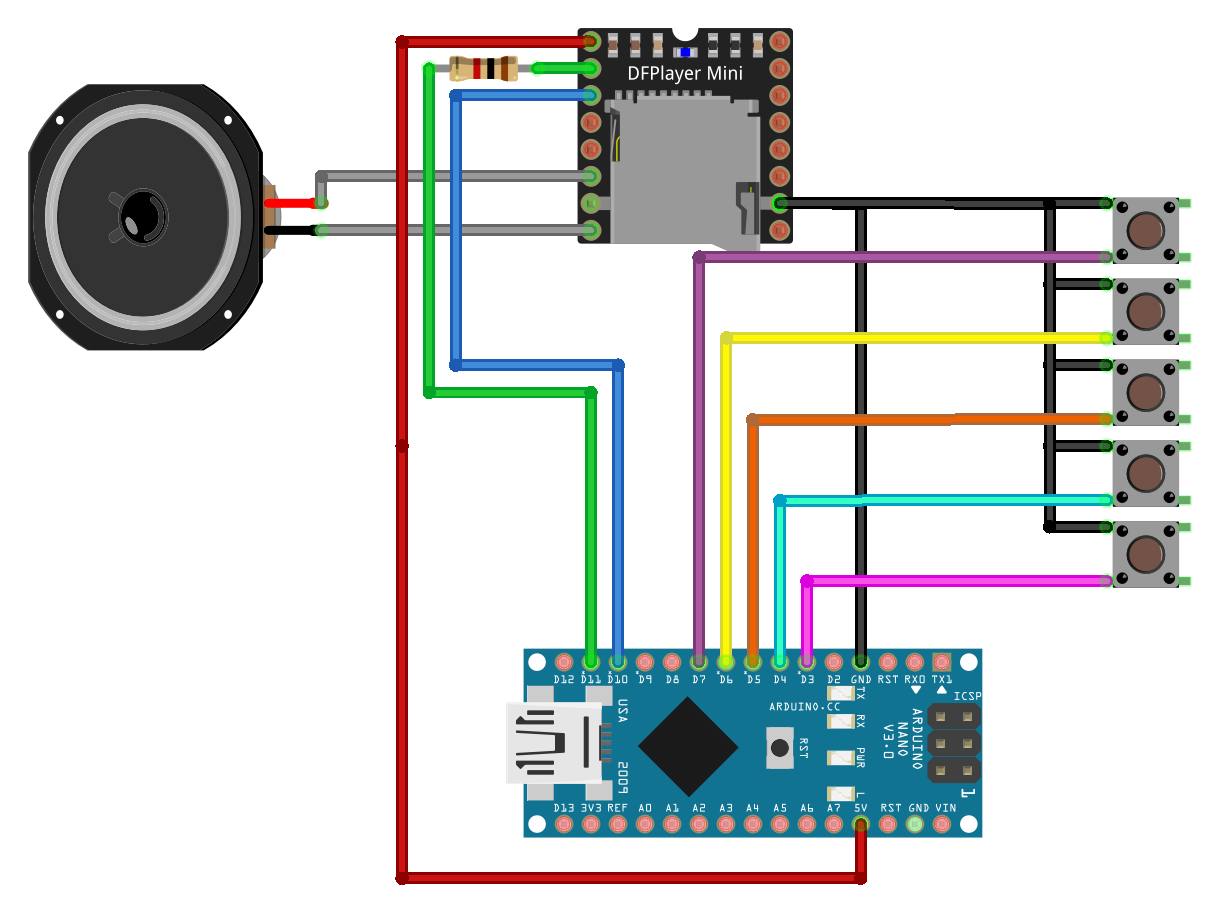 DFPlayer Mini
D12 D11 D10 D9 D8 D7 D6 D5 D4 D3 D2 GND RST RX0 TX1
ICSP
USA
2009
ARDUINO.CC
RST
TX
RX
PWR
L
ARDUINO
NANO
V3.0
1
D13 3V3 REF A0 A1 A2 A3 A4 A5 A6 A7 5V RST GND VIN